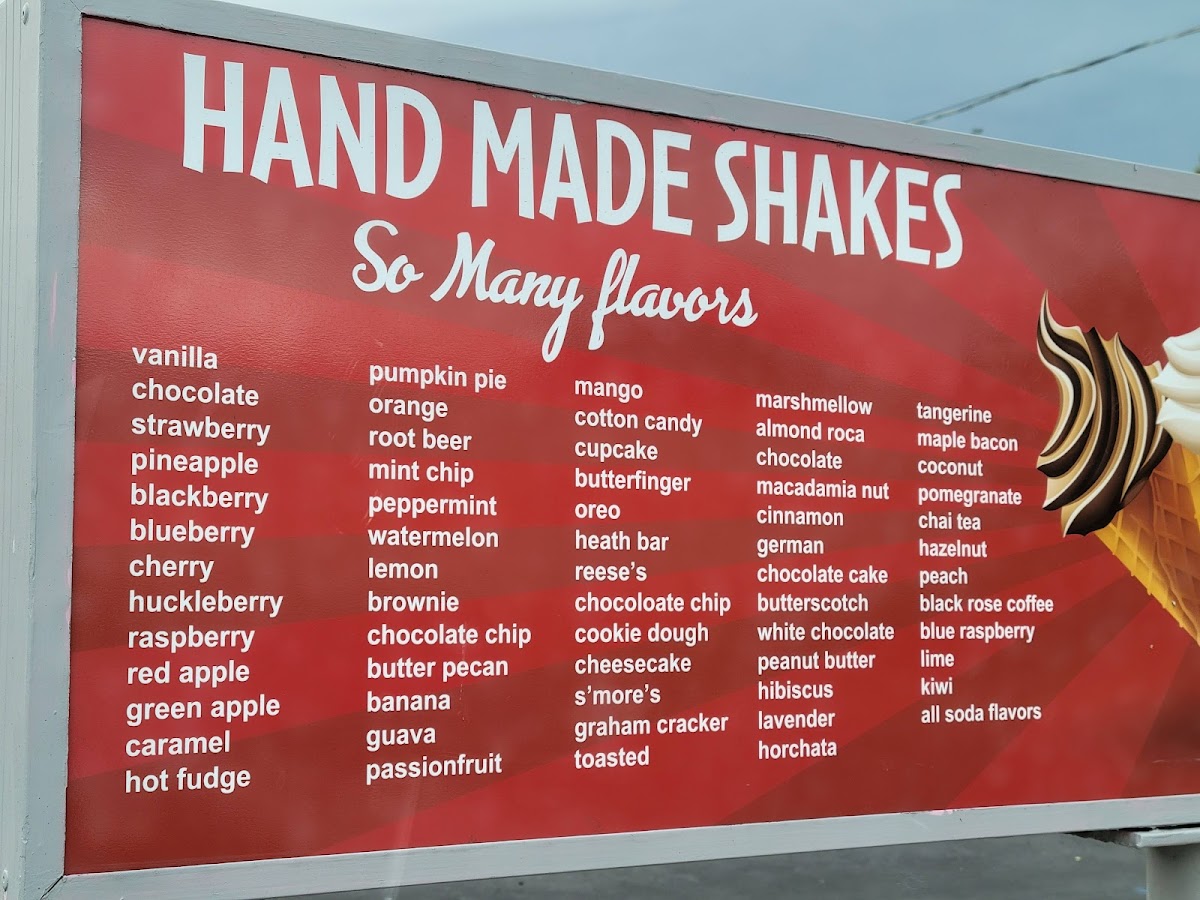 HAND MADE SHAKES
So Many flavors
vanilla
chocolate
strawberry
pineapple
blackberry
blueberry
cherry
huckleberry
raspberry
red apple
green apple
caramel
hot fudge
pumpkin pie
orange
root beer
mint chip
peppermint
watermelon
lemon
brownie
chocolate chip
butter pecan
banana
guava
passionfruit
mango
cotton candy
cupcake
butterfinger
oreo
heath bar
reese's
chocoloate chip
cookie dough
cheesecake
s'more's
graham cracker
toasted
marshmellow
almond roca
chocolate
macadamia nut
cinnamon
german
chocolate cake
butterscotch
white chocolate
peanut butter
hibiscus
lavender
horchata
tangerine
maple bacon
coconut
pomegranate
chai tea
hazelnut
peach
black rose coffee
blue raspberry
lime
kiwi
all soda flavors